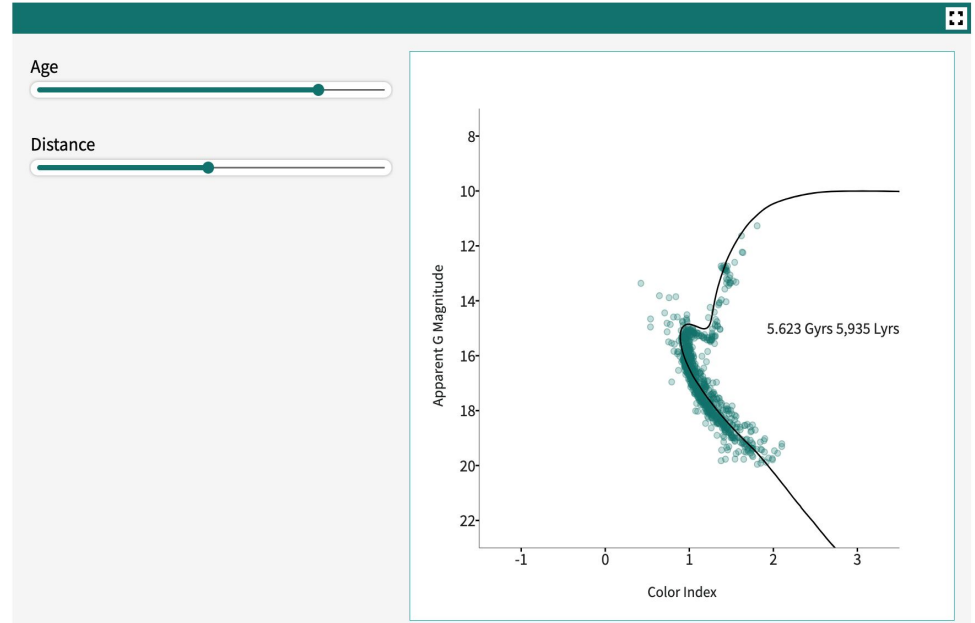 Age
Distance
8
10
12
14
16
18
20
22
Apparent G Magnitude
5.623 Gyrs 5,935 Lyrs
-1
0
1
2
3
Color Index